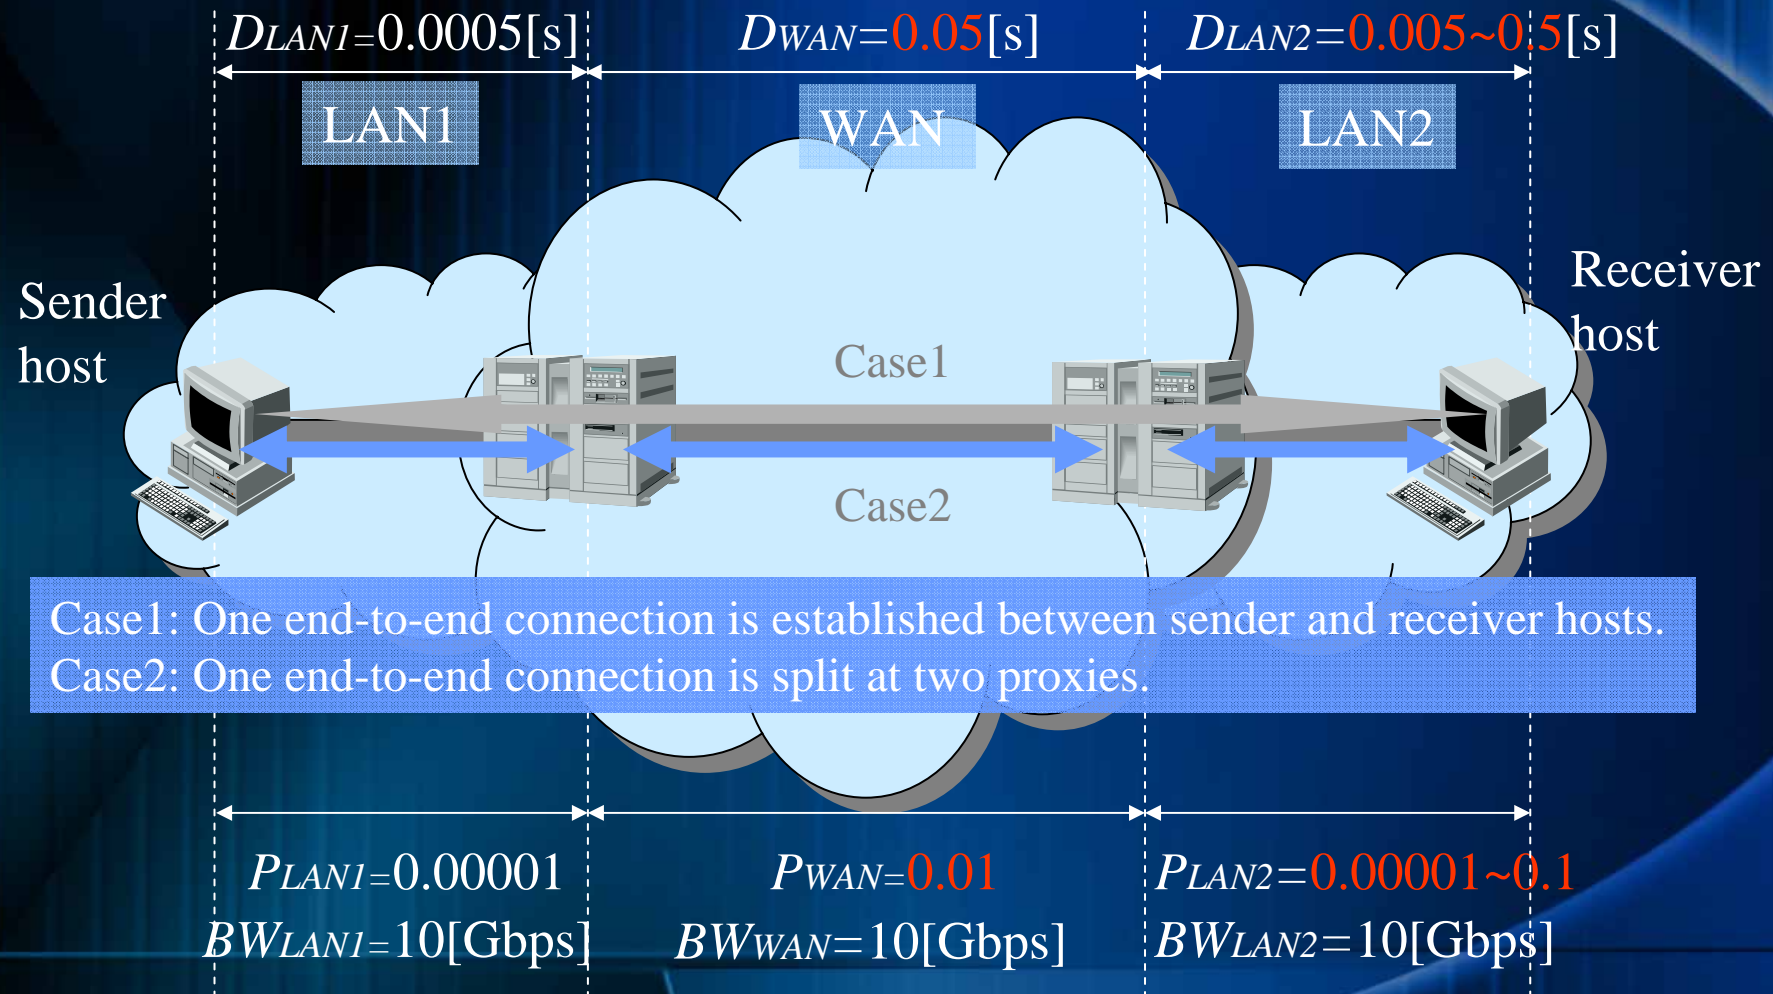 DLAN1=0.0005[s]
DWAN=0.05[s]
DLAN2=0.005~0.5[s]
LAN1
WAN
LAN2
Sender
host
Receiver
host
Case1
Case2
Case1: One end-to-end connection is established between sender and receiver hosts.
Case2: One end-to-end connection is split at two proxies.
PLAN1=0.00001
PWAN=0.01
PLAN2=0.00001~0.1
BWLAN1=10[Gbps]
BWWAN=10[Gbps]
BWLAN2=10[Gbps]